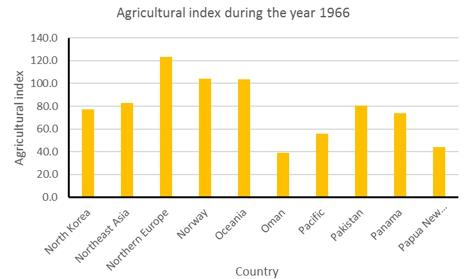 Agricultural index during the year 1966
140.0
120.0
100.0
80.0
60.0
40.0
20.0
0.0
Agricultural index
North Korea
Northeast Asia
Northern Europe
Norway
Oceania
Oman
Pacific
Pakistan
Panama
Papua New...
Country